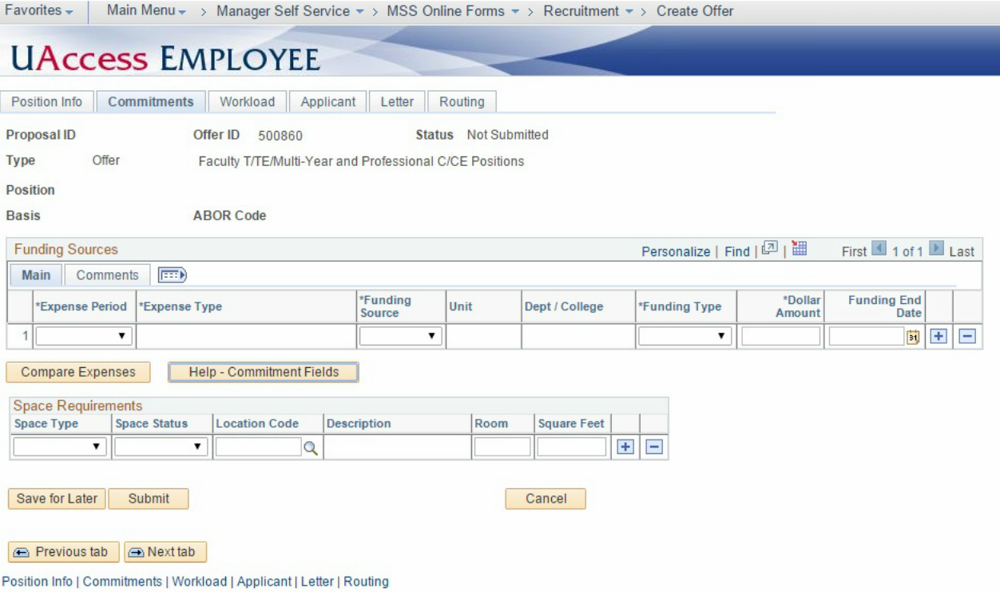 Favorites Main Menu > Manager Self Service > MSS Online Forms > Recruitment > Create Offer
UAccess EMPLOYEE
Position Info Commitments Workload Applicant Letter Routing
Proposal ID Offer ID 500860 Status Not Submitted
Type Offer Faculty T/TE/Multi-Year and Professional C/CE Positions
Position
Basis ABOR Code
Funding Sources Personalize | Find | | First 1 of 1 Last
Main Comments
*Expense Period *Expense Type *Funding Source Unit Dept / College *Funding Type *Dollar Amount Funding End Date
1 31
Compare Expenses Help - Commitment Fields
Space Requirements
Space Type Space Status Location Code Description Room Square Feet
Save for Later Submit Cancel
Previous tab Next tab
Position Info | Commitments | Workload | Applicant | Letter | Routing